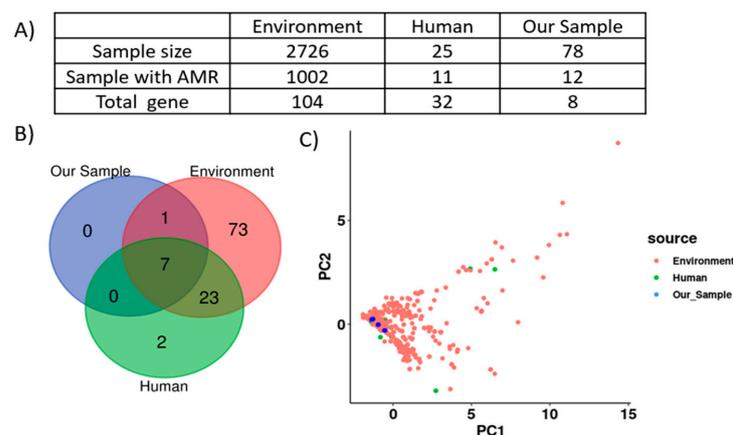 A)
Environment Human Our Sample
Sample size 2726 25 78
Sample with AMR 1002 11 12
Total gene 104 32 8
B)
Our Sample Environment
0 1 73
7
0 23
2
Human
C)
5
0
PC2
0 5 10 15
PC1
source
Environment
Human
Our_Sample